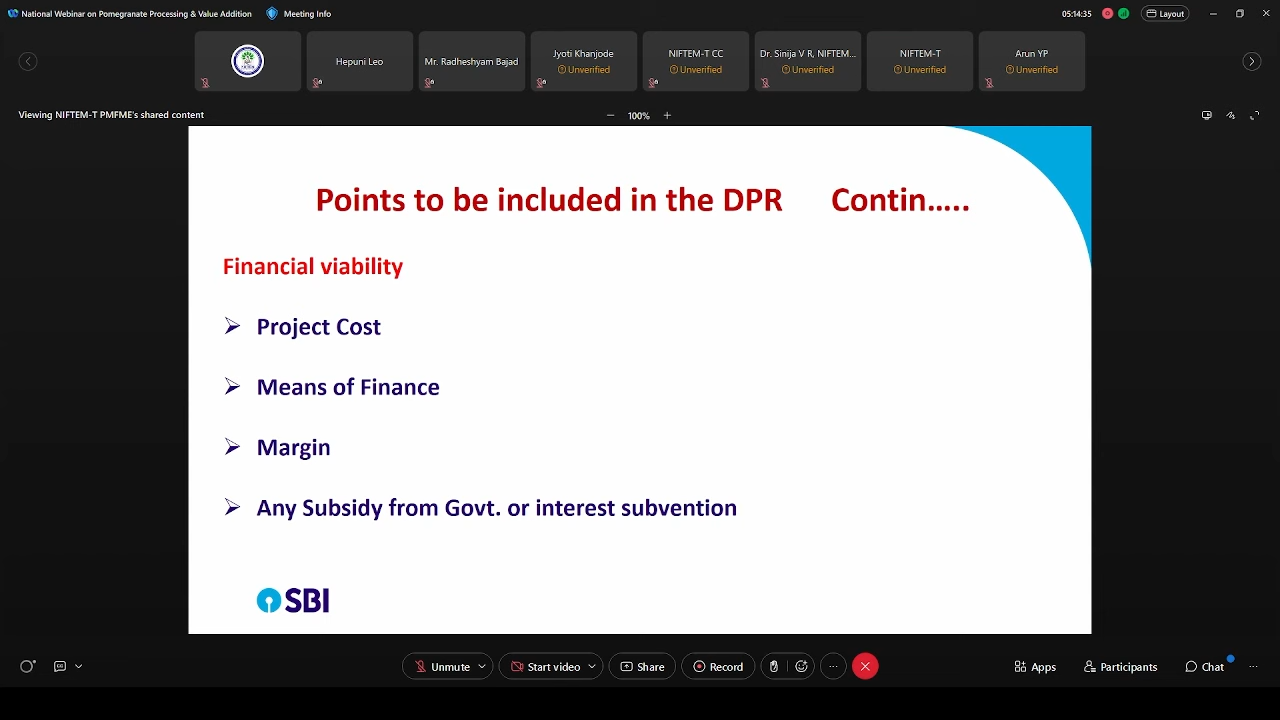 National Webinar on Pomegranate Processing & Value Addition
Meeting Info
05:14:35
Layout
Hepuni Leo
Mr. Radheshyam Bajad
Jyoti Khanjode
Unverified
NIFTEM-T CC
Unverified
Dr. Sinija V R, NIFTEM...
Unverified
NIFTEM-T
Unverified
Arun YP
Unverified
Viewing NIFTEM-T PMFME's shared content
100%
Points to be included in the DPR Contin.....
Financial viability
Project Cost
Means of Finance
Margin
Any Subsidy from Govt. or interest subvention
SBI
Unmute
Start video
Share
Record
Apps
Participants
Chat